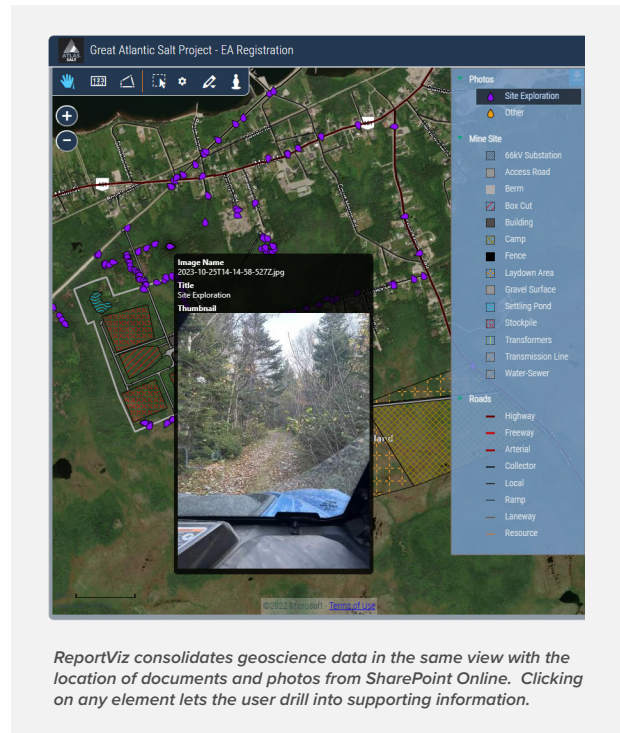 ATLAS
SALT
Great Atlantic Salt Project - EA Registration
123
Photos
Site Exploration
Other
Mine Site
66kV Substation
Access Road
Berm
Box Cut
Building
Camp
Fence
Laydown Area
Gravel Surface
Settling Pond
Stockpile
Transformers
Transmission Line
Water-Sewer
Roads
Highway
Freeway
Arterial
Collector
Local
Ramp
Laneway
Resource
Image Name
2023-10-25T14-14-58-527Z.jpg
Title
Site Exploration
Thumbnail
land
©2022 Microsoft - Terms of Use
ReportViz consolidates geoscience data in the same view with the
location of documents and photos from SharePoint Online. Clicking
on any element lets the user drill into supporting information.